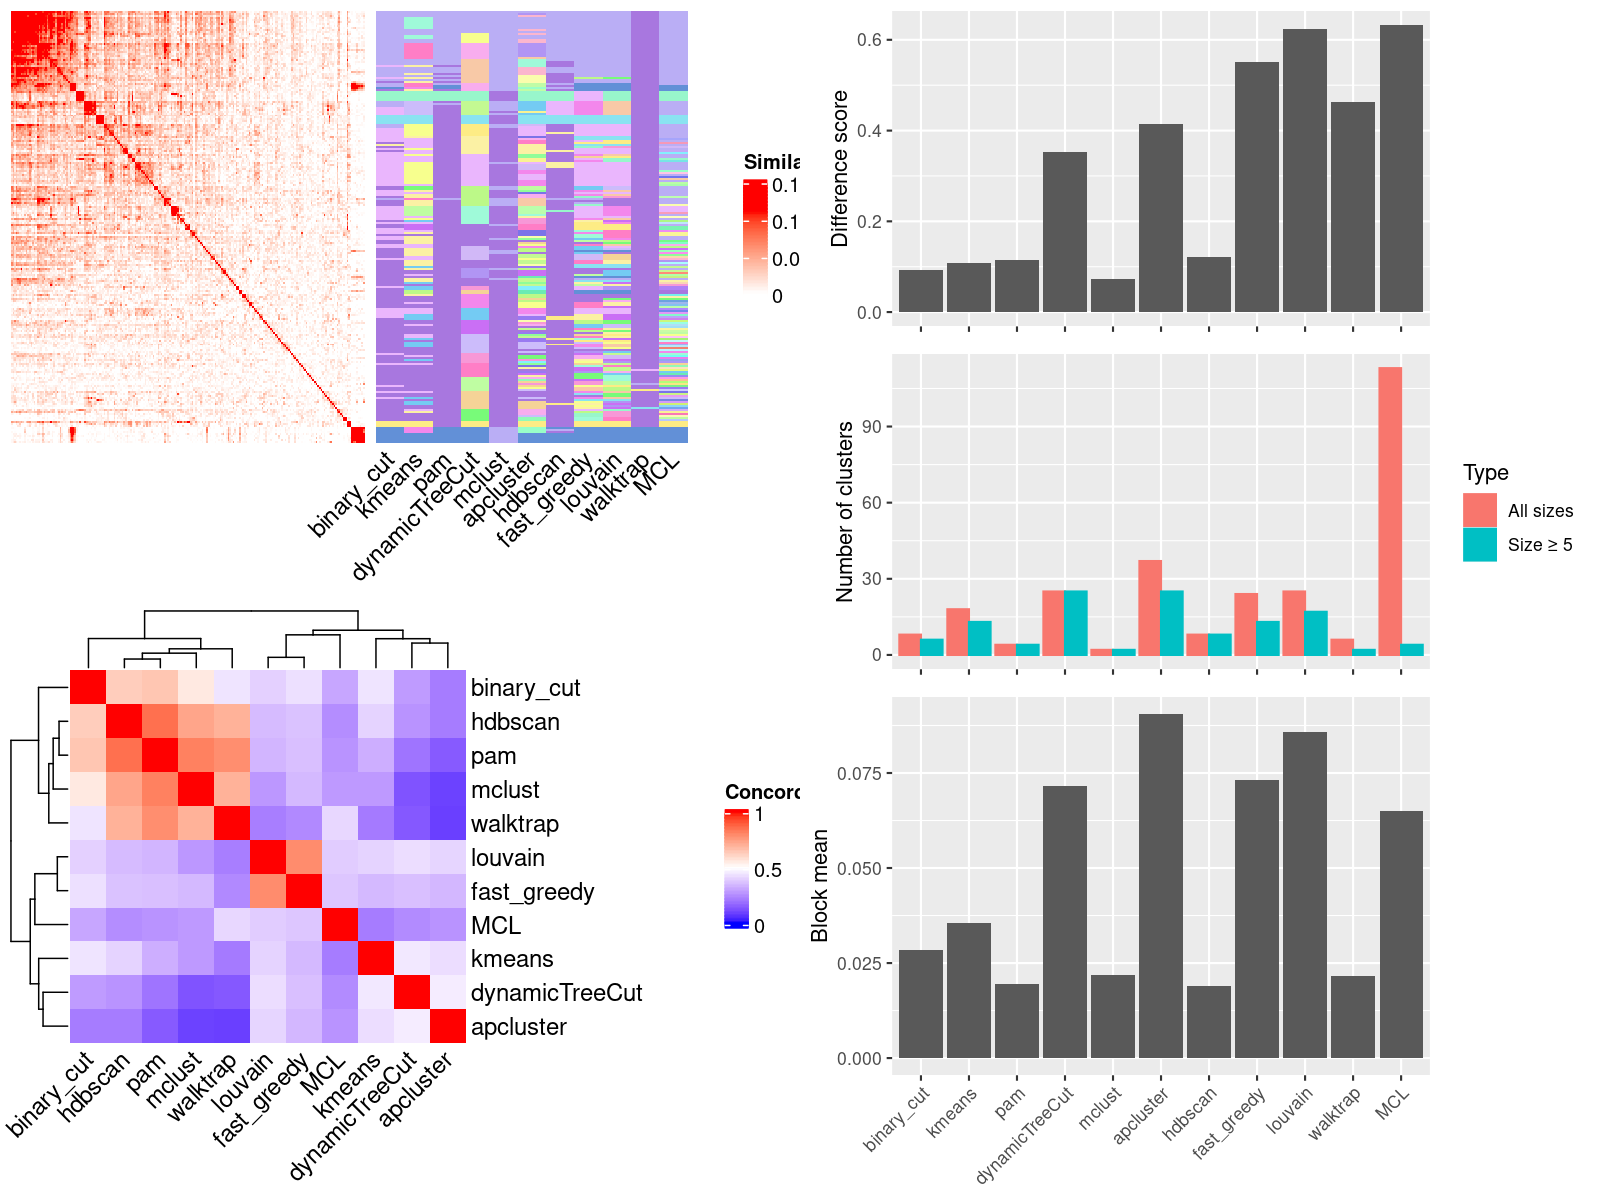 Simila
0.1
0.1
0.0
0
binary_cut
kmeans
pam
dynamicTreeCut
mclust
apcluster
hdbscan
fast_greedy
louvain
walktrap
MCL
binary_cut
hdbscan
pam
mclust
walktrap
louvain
fast_greedy
MCL
kmeans
dynamicTreeCut
apcluster
binary_cut
hdbscan
pam
mclust
walktrap
louvain
fast_greedy
MCL
kmeans
dynamicTreeCut
apcluster
Concord
1
0.5
0
Difference score
0.6
0.4
0.2
0.0
Number of clusters
90
60
30
0
Type
All sizes
Size ≥ 5
Block mean
0.075
0.050
0.025
0.000
binary_cut
kmeans
pam
dynamicTreeCut
mclust
apcluster
hdbscan
fast_greedy
louvain
walktrap
MCL